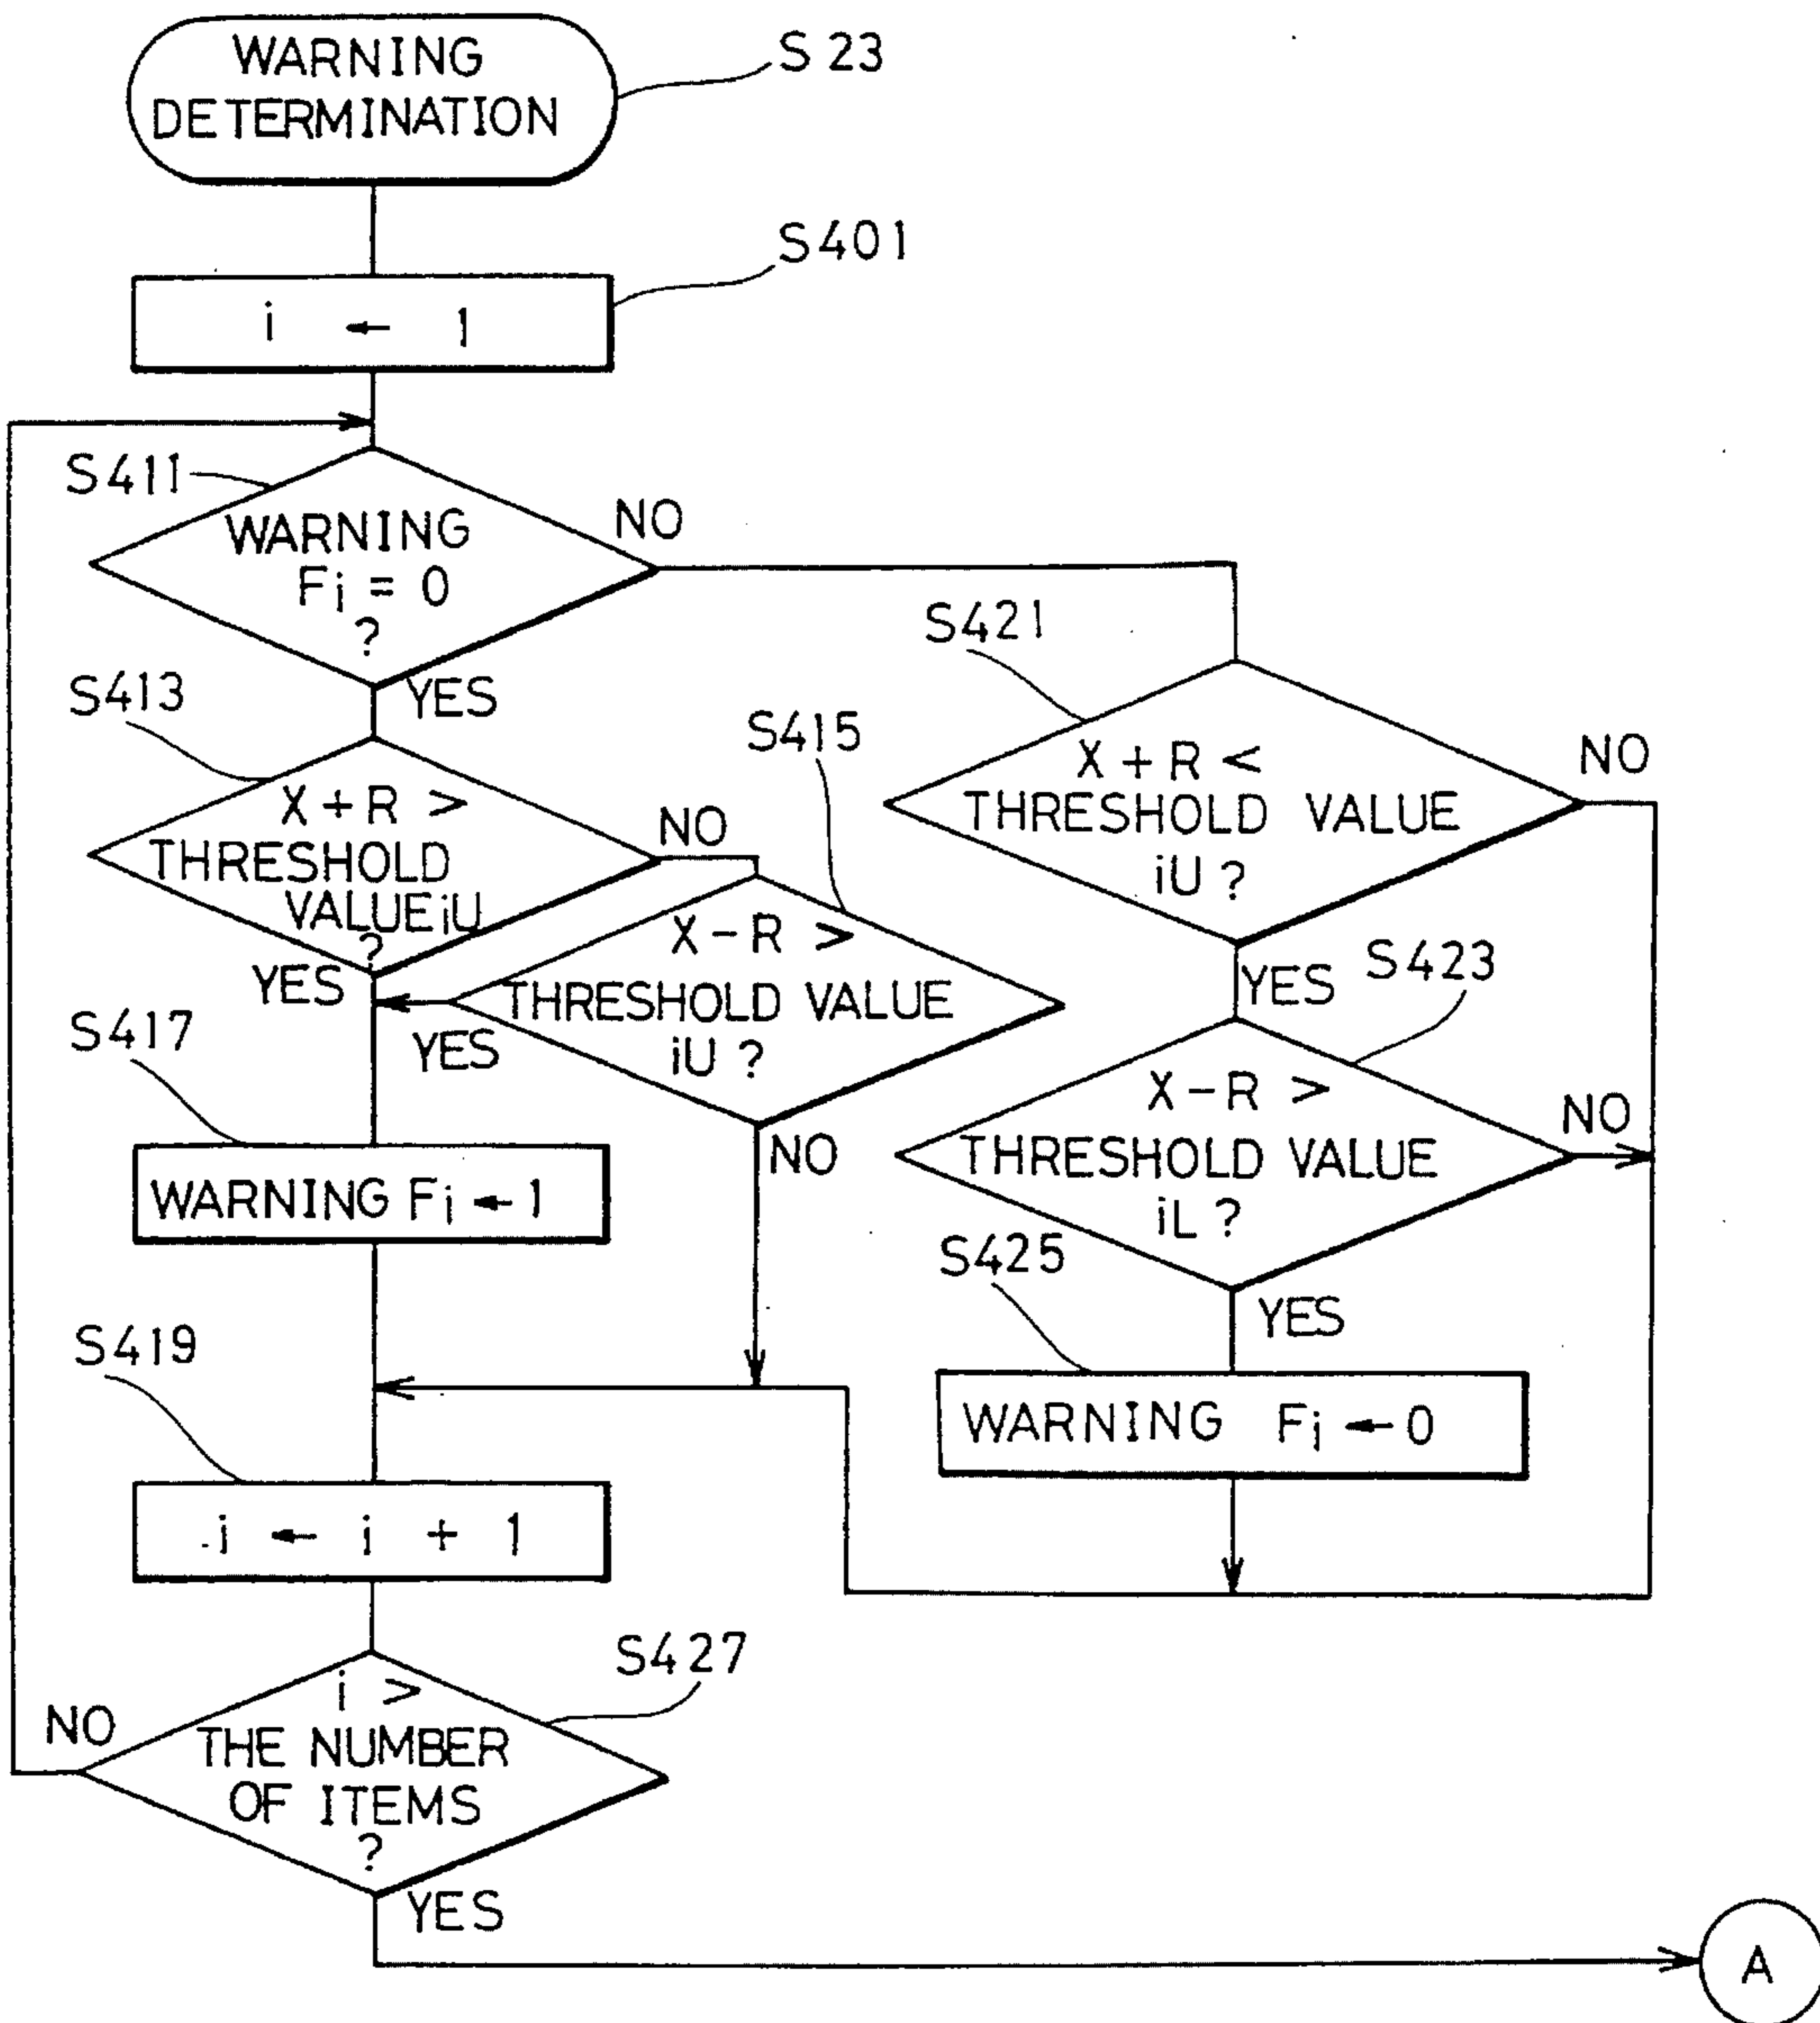 WARNING
DETERMINATION
S23
S401
i ← 1
S411
WARNING
Fi = 0
?
NO
YES
S413
X + R >
THRESHOLD
VALUE iU
?
NO
YES
S415
X - R >
THRESHOLD VALUE
iU ?
YES
NO
S417
WARNING Fi ← 1
S421
X + R <
THRESHOLD VALUE
iU ?
NO
YES
S423
X - R >
THRESHOLD VALUE
iL ?
NO
YES
S425
WARNING Fi ← 0
S419
i ← i + 1
S427
i >
THE NUMBER
OF ITEMS
?
NO
YES
A